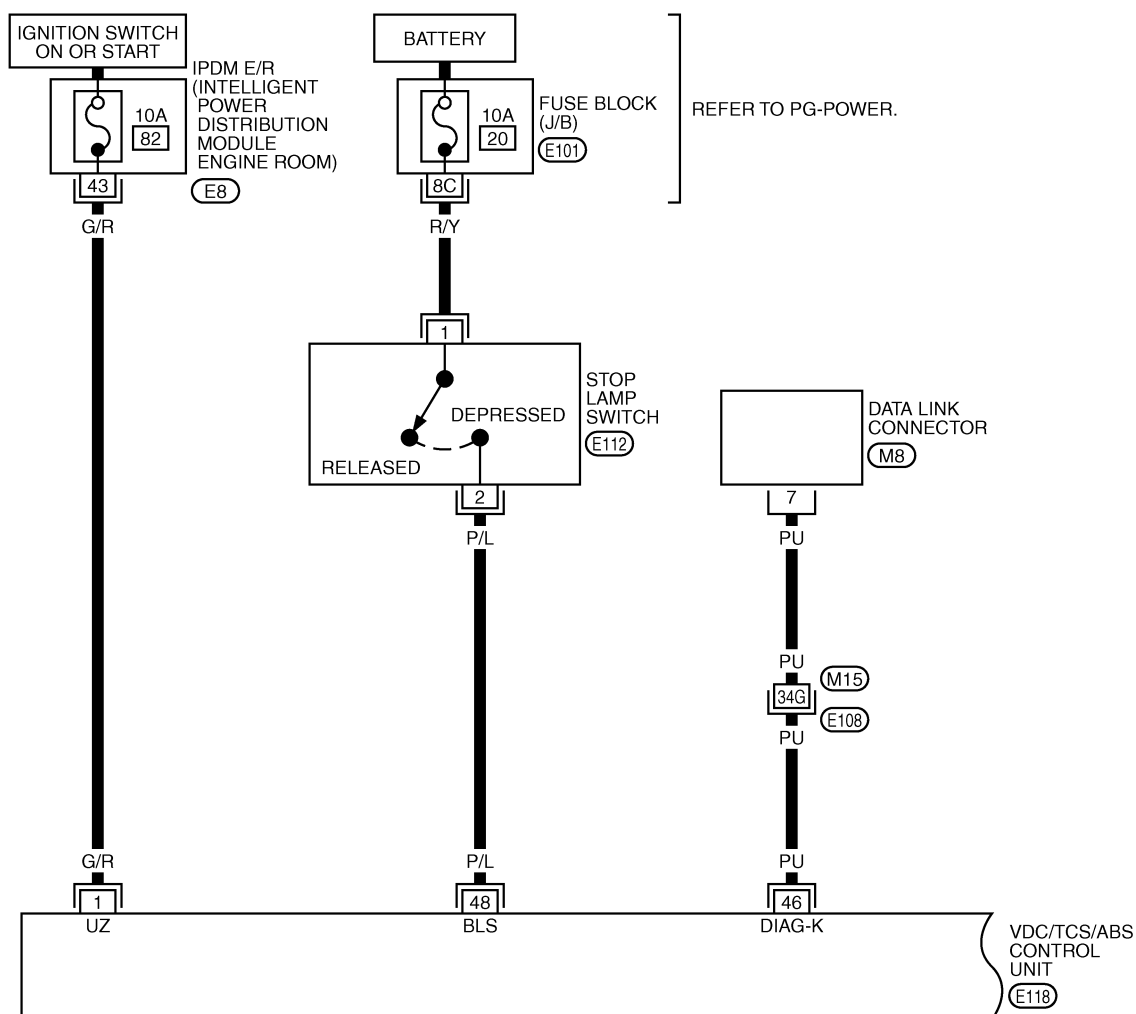 IGNITION SWITCH
ON OR START
BATTERY
IPDM E/R
(INTELLIGENT
POWER
DISTRIBUTION
MODULE
ENGINE ROOM)
E8
10A
82
43
G/R
10A
20
FUSE BLOCK
(J/B)
E101
8C
R/Y
REFER TO PG-POWER.
1
STOP
LAMP
SWITCH
E112
DEPRESSED
RELEASED
2
P/L
DATA LINK
CONNECTOR
M8
7
PU
PU
M15
34G
E108
PU
G/R
P/L
PU
1
48
46
UZ
BLS
DIAG-K
VDC/TCS/ABS
CONTROL
UNIT
E118